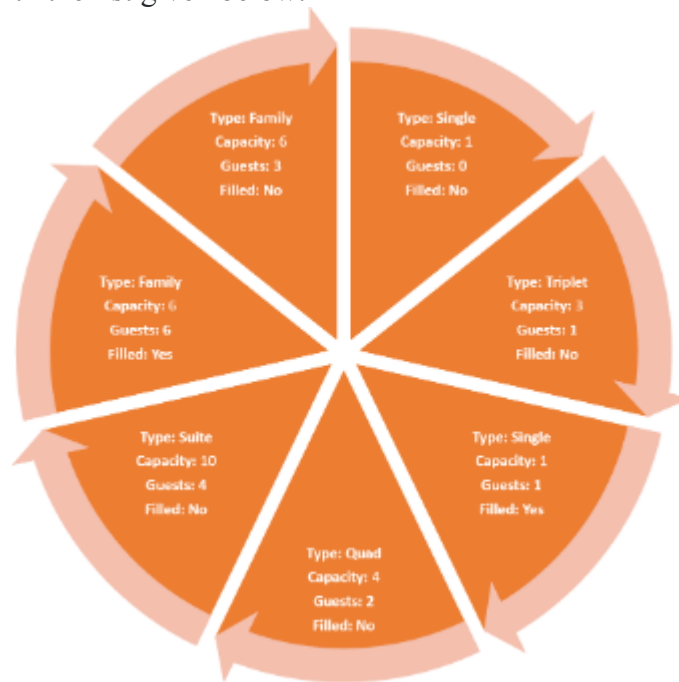 Type: Family
Capacity: 6
Guests: 3
Filled: No
Type: Single
Capacity: 1
Guests: 0
Filled: No
Type: Triplet
Capacity: 3
Guests: 1
Filled: No
Type: Single
Capacity: 1
Guests: 1
Filled: Yes
Type: Quad
Capacity: 4
Guests: 2
Filled: No
Type: Suite
Capacity: 10
Guests: 4
Filled: No
Type: Family
Capacity: 6
Guests: 6
Filled: Yes